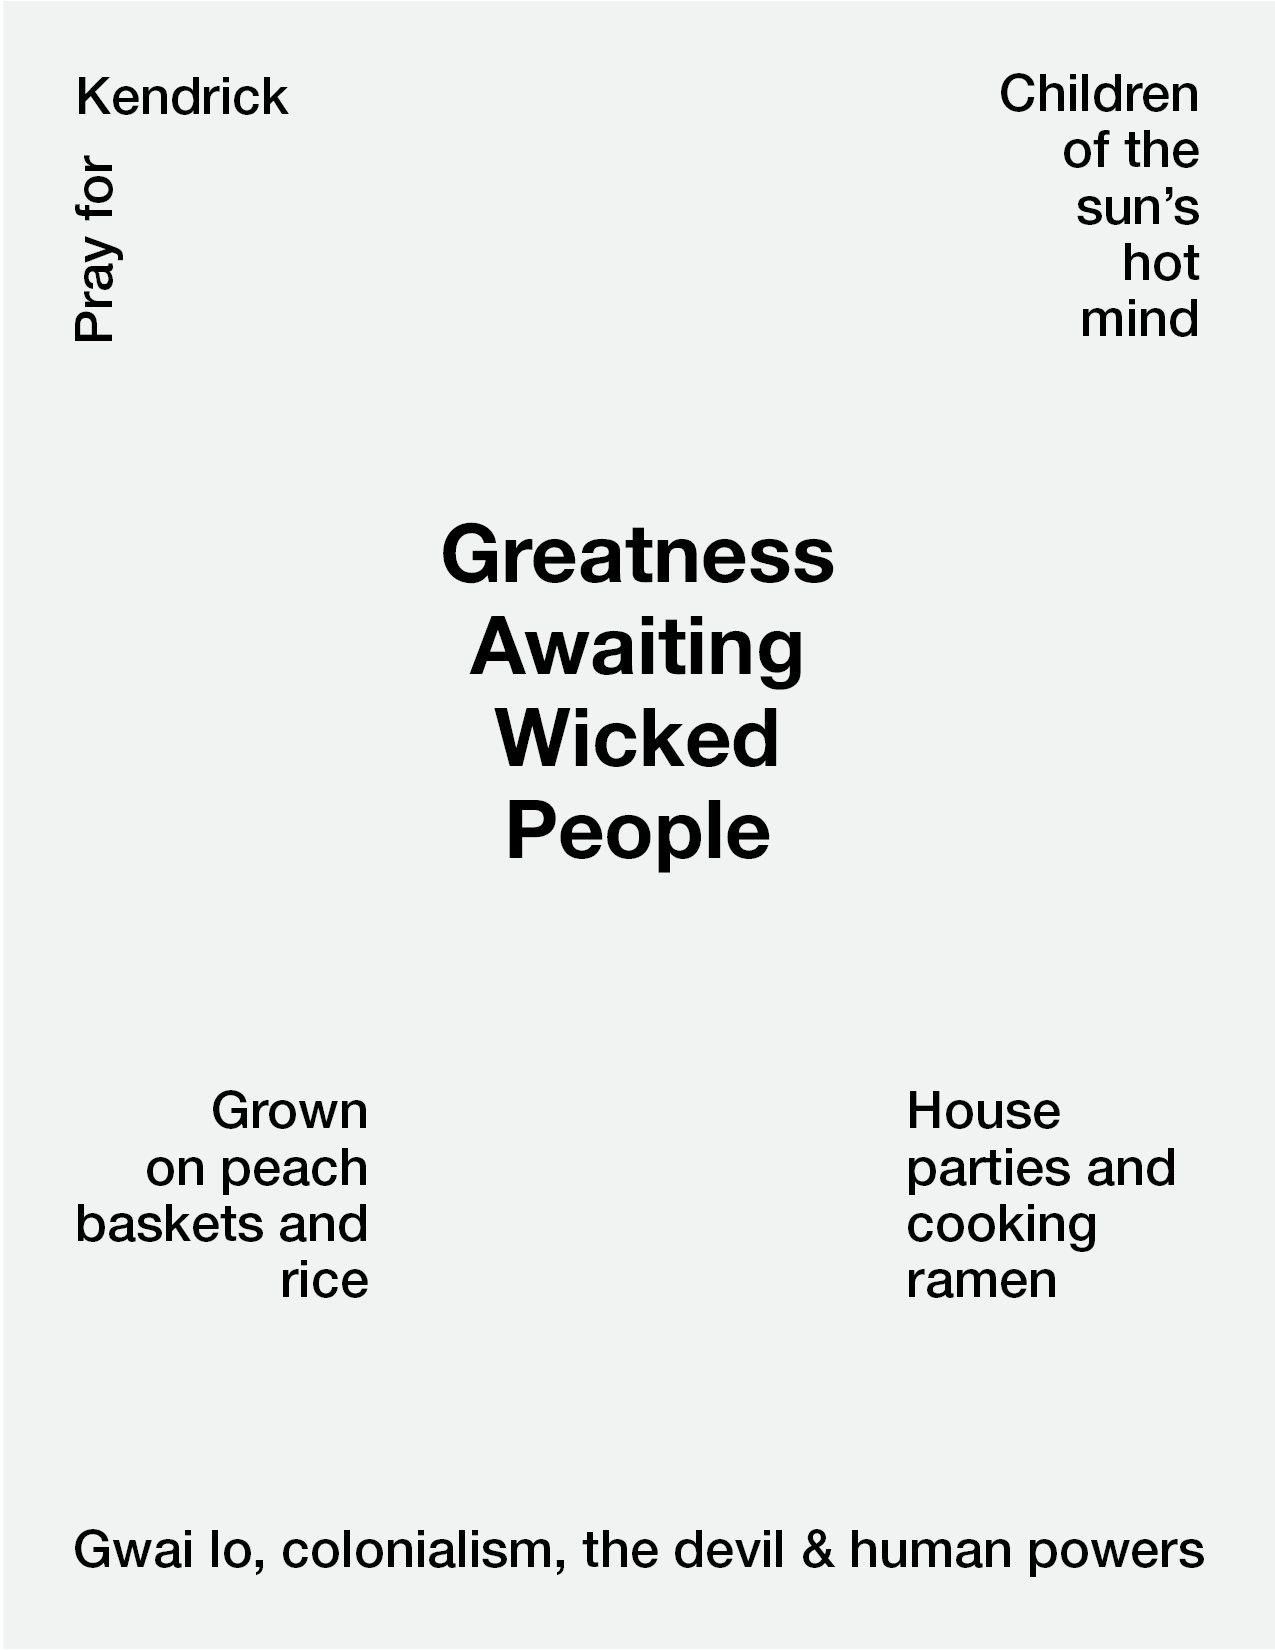 Pray for
Kendrick
Children
of the
sun’s
hot
mind
Greatness
Awaiting
Wicked
People
Grown
on peach
baskets and
rice
House
parties and
cooking
ramen
Gwai lo, colonialism, the devil & human powers